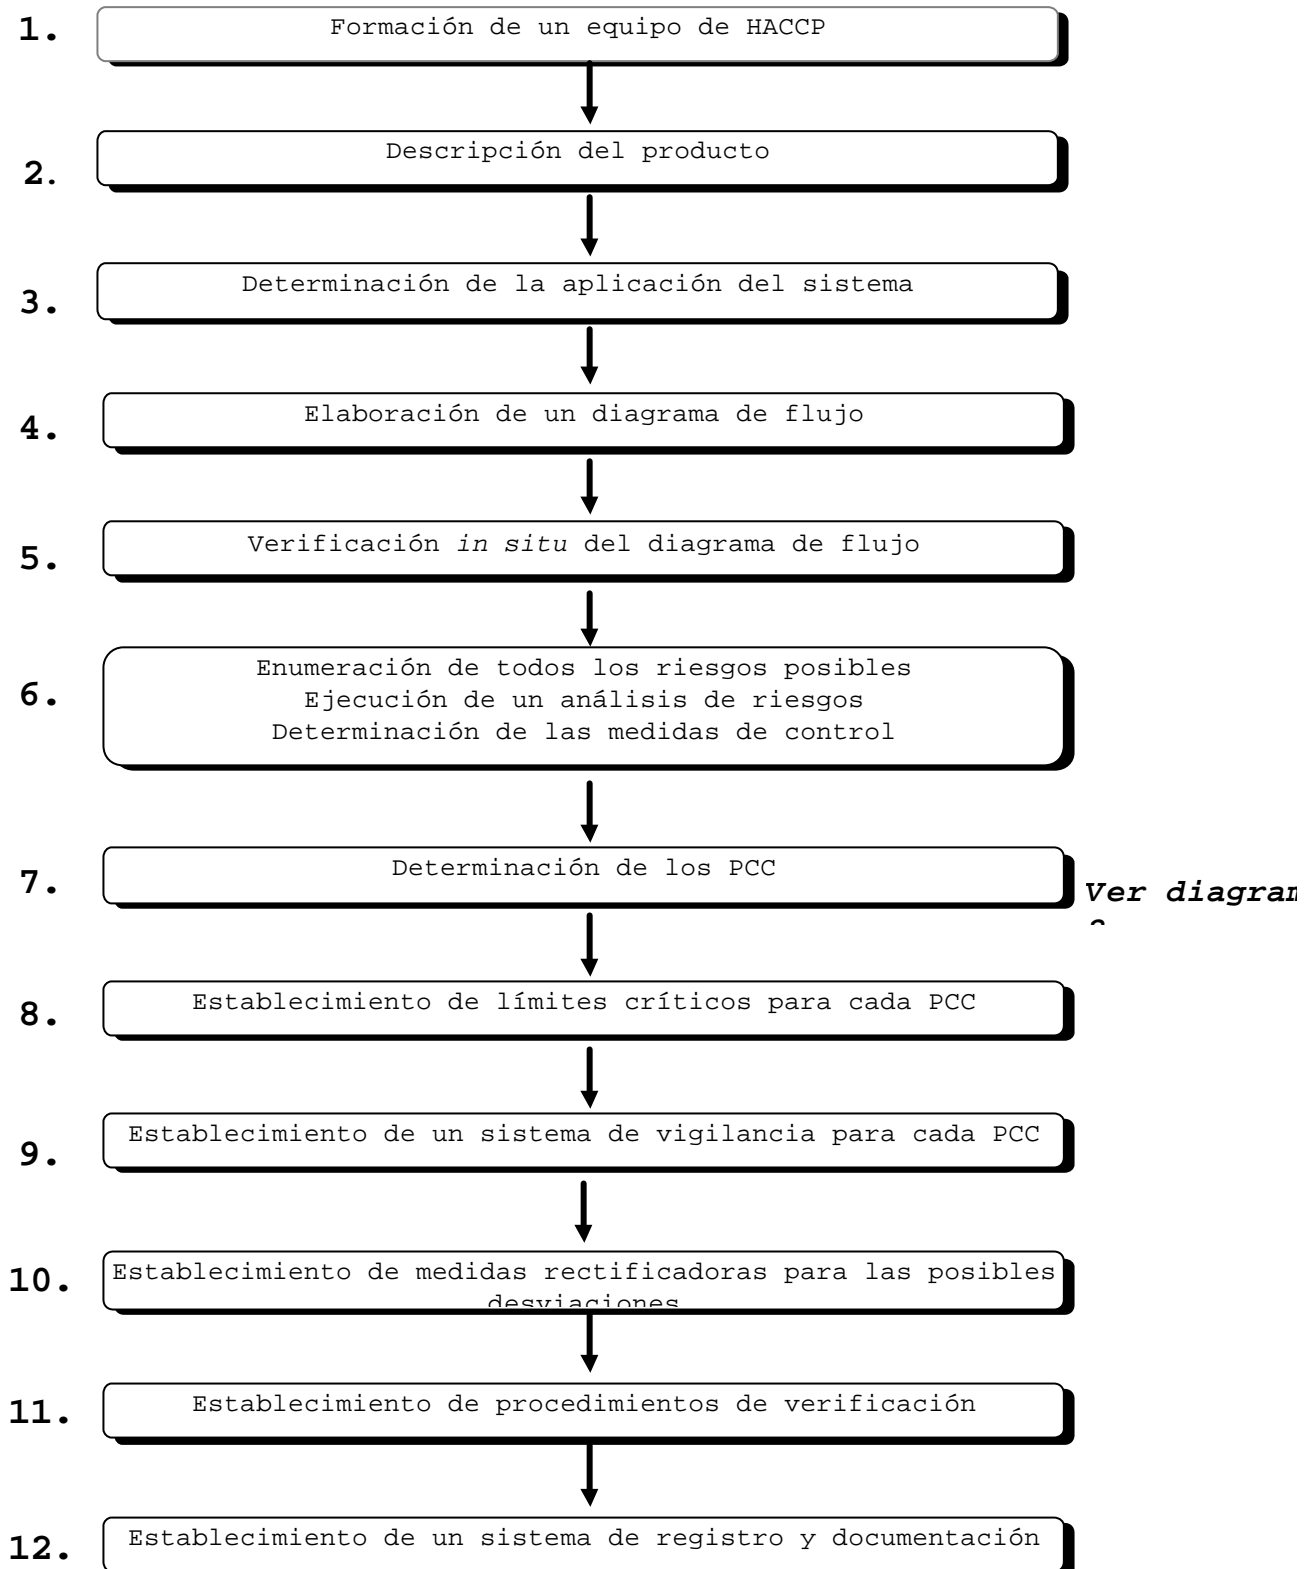 1. Formación de un equipo de HACCP
2. Descripción del producto
3. Determinación de la aplicación del sistema
4. Elaboración de un diagrama de flujo
5. Verificación in situ del diagrama de flujo
6. Enumeración de todos los riesgos posibles
Ejecución de un análisis de riesgos
Determinación de las medidas de control
7. Determinación de los PCC
Ver diagram
8. Establecimiento de límites críticos para cada PCC
9. Establecimiento de un sistema de vigilancia para cada PCC
10. Establecimiento de medidas rectificadoras para las posibles
desviaciones
11. Establecimiento de procedimientos de verificación
12. Establecimiento de un sistema de registro y documentación